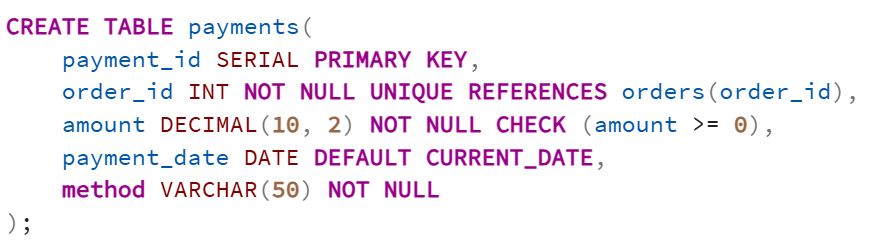 CREATE TABLE payments(
    payment_id SERIAL PRIMARY KEY,
    order_id INT NOT NULL UNIQUE REFERENCES orders(order_id),
    amount DECIMAL(10, 2) NOT NULL CHECK (amount >= 0),
    payment_date DATE DEFAULT CURRENT_DATE,
    method VARCHAR(50) NOT NULL
);